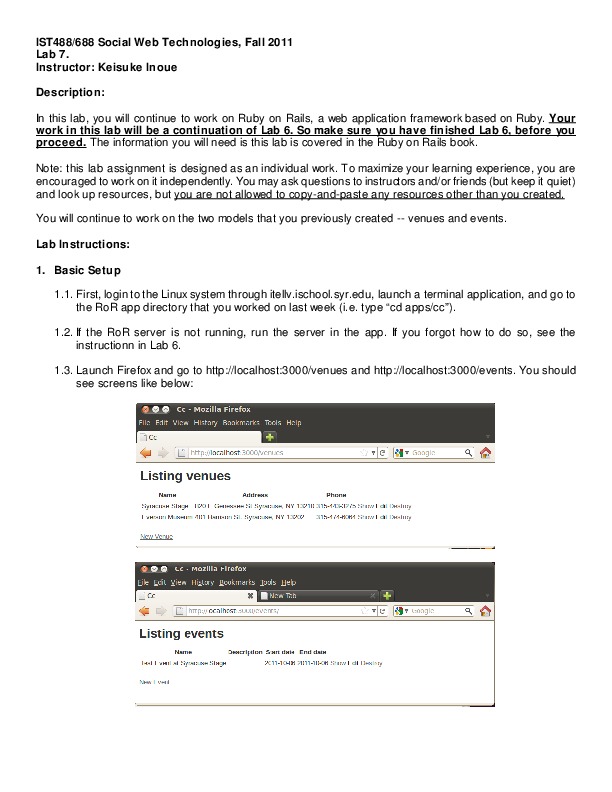 IST488/688 Social Web Technologies, Fall 2011
Lab 7.
Instructor: Keisuke Inoue
Description:
In this lab, you will continue to work on Ruby on Rails, a web application framework based on Ruby. Your
work in this lab will be a continuation of Lab 6. So make sure you have finished Lab 6. before you
proceed. The information you will need is this lab is covered in the Ruby on Rails book.
Note: this lab assignment is designed as an individual work. To maximize your learning experience, you are
encouraged to work on it independently. You may ask questions to instructors and/or friends (but keep it quiet)
and look up resources, but you are not allowed to copy-and-paste any resources other than you created.
You will continue to work on the two models that you previously created -- venues and events.
Lab Instructions:
1. Basic Setup
1.1. First, login to the Linux system through itellv.ischool.syr.edu, launch a terminal application, and go to
the RoR app directory that you worked on last week (i.e. type “cd apps/cc”).
1.2. If the RoR server is not running, run the server in the app. If you forgot how to do so, see the
instructionn in Lab 6.
1.3. Launch Firefox and go to http://localhost:3000/venues and http://localhost:3000/events. You should
see screens like below:
Cc - Mozilla Firefox
File Edit View History Bookmarks Tools Help
Cc
http://localhost:3000/venues Google
Listing venues
Name Address Phone
Syracuse Stage 820 E Genessee St Syracuse, NY 13210 315-443-3275 Show Edit Destroy
Everson Museum 401 Harrison St. Syracuse, NY 13202 315-474-6064 Show Edit Destroy
New Venue
Cc - Mozilla Firefox
File Edit View History Bookmarks Tools Help
Cc New Tab
http://localhost:3000/events/ Google
Listing events
Name Description Start date End date
Test Event at Syracuse Stage 2011-10-06 2011-10-06 Show Edit Destroy
New Event